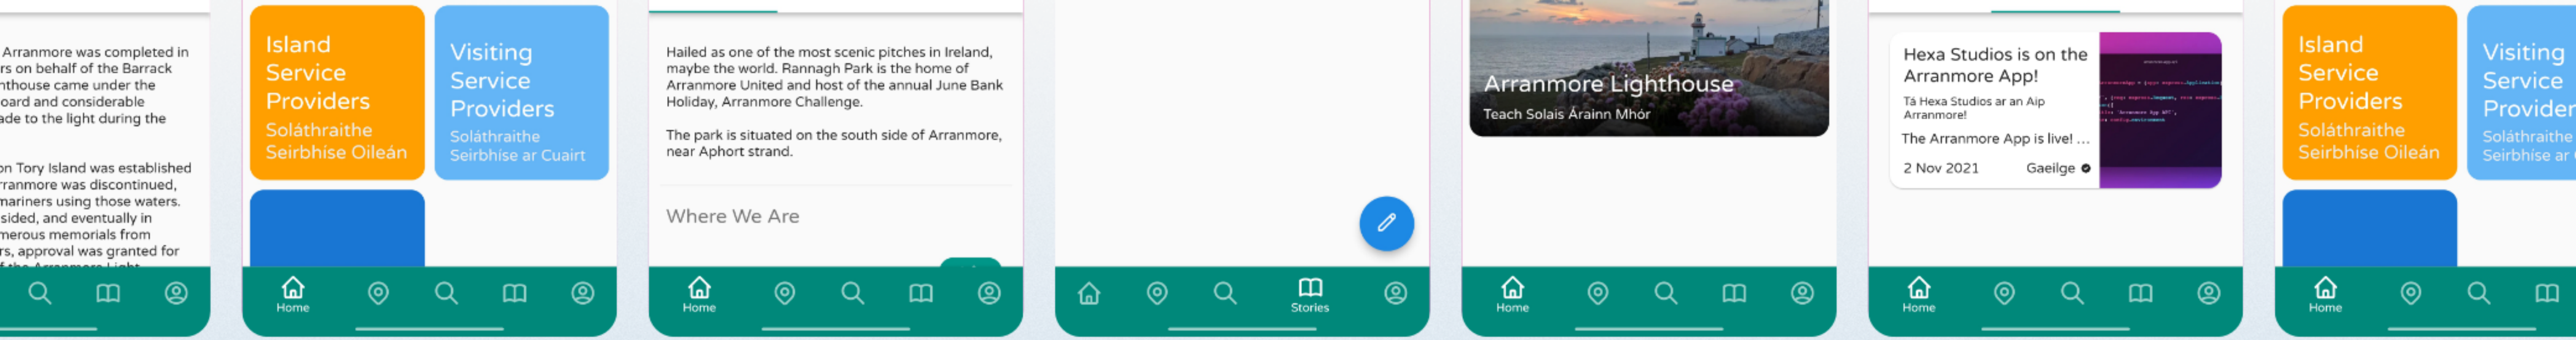 Arranmore was completed in
rs on behalf of the Barrack
nthouse came under the
oard and considerable
ade to the light during the
on Tory Island was established
rranmore was discontinued,
mariners using those waters.
sided, and eventually in
merous memorials from
rs, approval was granted for
f the Arranmore Light
Island
Service
Providers
Soláthraithe
Seirbhíse Oileán
Visiting
Service
Providers
Soláthraithe
Seirbhíse ar Cuairt
Home
Hailed as one of the most scenic pitches in Ireland,
maybe the world. Rannagh Park is the home of
Arranmore United and host of the annual June Bank
Holiday, Arranmore Challenge.
The park is situated on the south side of Arranmore,
near Aphort strand.
Where We Are
Home
Stories
Arranmore Lighthouse
Teach Solais Árainn Mhór
Home
Hexa Studios is on the
Arranmore App!
Tá Hexa Studios ar an Aip
Arranmore!
The Arranmore App is live! ...
2 Nov 2021 Gaeilge
Home
Island
Service
Providers
Soláthraithe
Seirbhíse Oileán
Visiting
Service
Provider
Soláthraithe
Seirbhíse ar
Home